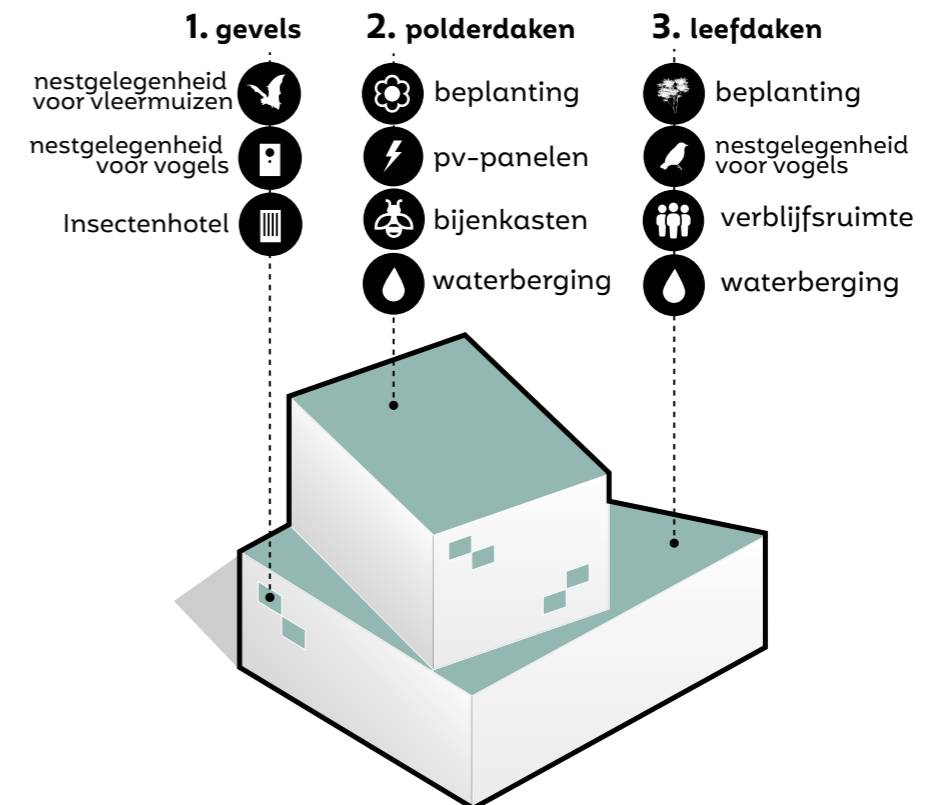 1. gevels
nestgelegenheid
voor vleermuizen
nestgelegenheid
voor vogels
Insectenhotel
2. polderdaken
beplanting
pv-panelen
bijenkasten
waterberging
3. leefdaken
beplanting
nestgelegenheid
voor vogels
verblijfsruimte
waterberging